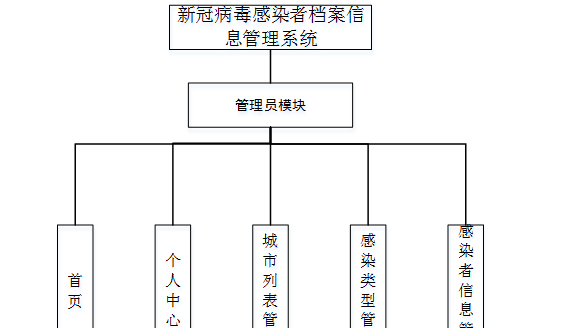 新冠病毒感染者档案信
息管理系统
管理员模块
首页
个人中心
城市列表管
感染类型管
感染者信息管